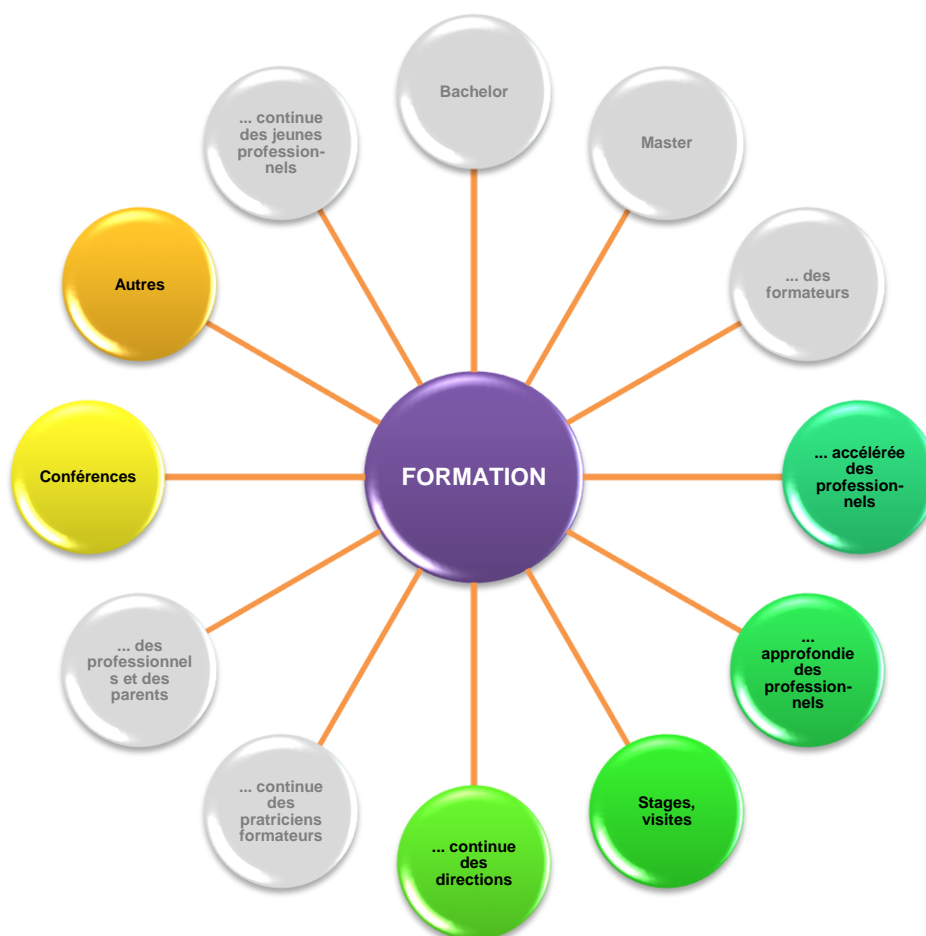 Bachelor
Master
... des
formateurs
... accélérée
des
profession-
nels
...
approfondie
des
profession-
nels
Stages,
visites
... continue
des
directions
... continue
des
pratriciens
formateurs
... des
professionnel
s et des
parents
Conférences
Autres
... continue
des jeunes
profession-
nels
FORMATION